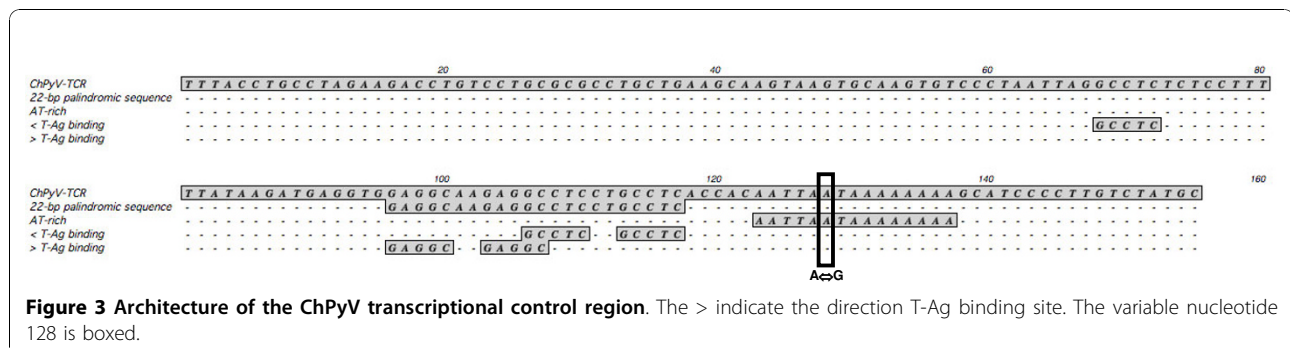 20 40 60 80
ChPyV-TCR T T T A C C T G C C T A G A A G A C C T G T C C T G C G C G C C T G C T G A A G C A A G T A A G T G C A A G T G T C C C T A A T T A G G C C T C T C T C C T T T
22-bp palindromic sequence
AT-rich
< T-Ag binding G C C T C
> T-Ag binding
100 120 140 160
ChPyV-TCR T T A T A A G A T G A G G T G G A G G C A A G A G G C C T C C T G C C T C A C C A C A A T T A A T A A A A A A A A G C A T C C C C T T G T C T A T G C
22-bp palindromic sequence G A G G C A A G A G G C C T C C T G C C T C
AT-rich A A T T A A T A A A A A A A A
< T-Ag binding G C C T C G C C T C
> T-Ag binding G A G G C G A G G C
A⇔G
Figure 3 Architecture of the ChPyV transcriptional control region. The > indicate the direction T-Ag binding site. The variable nucleotide
128 is boxed.